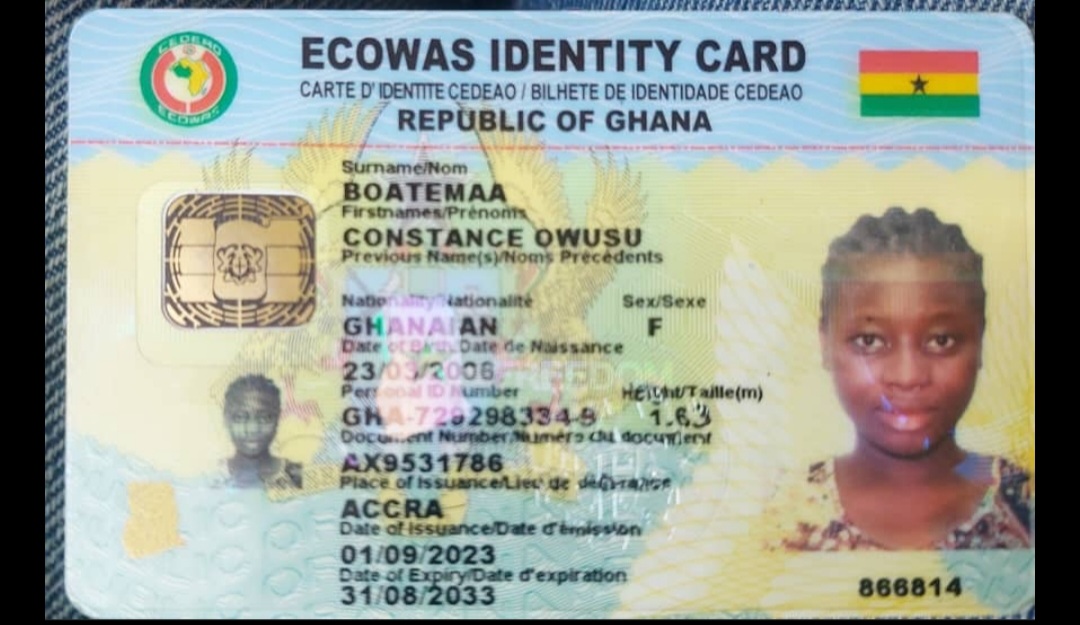 CEDEAO
ECOWAS
ECOWAS IDENTITY CARD
CARTE D' IDENTITE CEDEAO / BILHETE DE IDENTIDADE CEDEAO
REPUBLIC OF GHANA
Surname/Nom
BOATEMAA
Firstnames/Prénoms
CONSTANCE OWUSU
Previous Name(s)/Noms Précédents
Nationality/Nationalité Sex/Sexe
GHANAIAN F
Date of Birth/Date de Naissance
23/03/2006
FREEDOM
Personal ID Number Height/Taille(m)
1.63
Document Number/Numéro du document
AX9531786
Place of Issuance/Lieu de délivrance
ACCRA
Date of Issuance/Date d'émission
01/09/2023
Date of Expiry/Date d'expiration
31/08/2033
866814